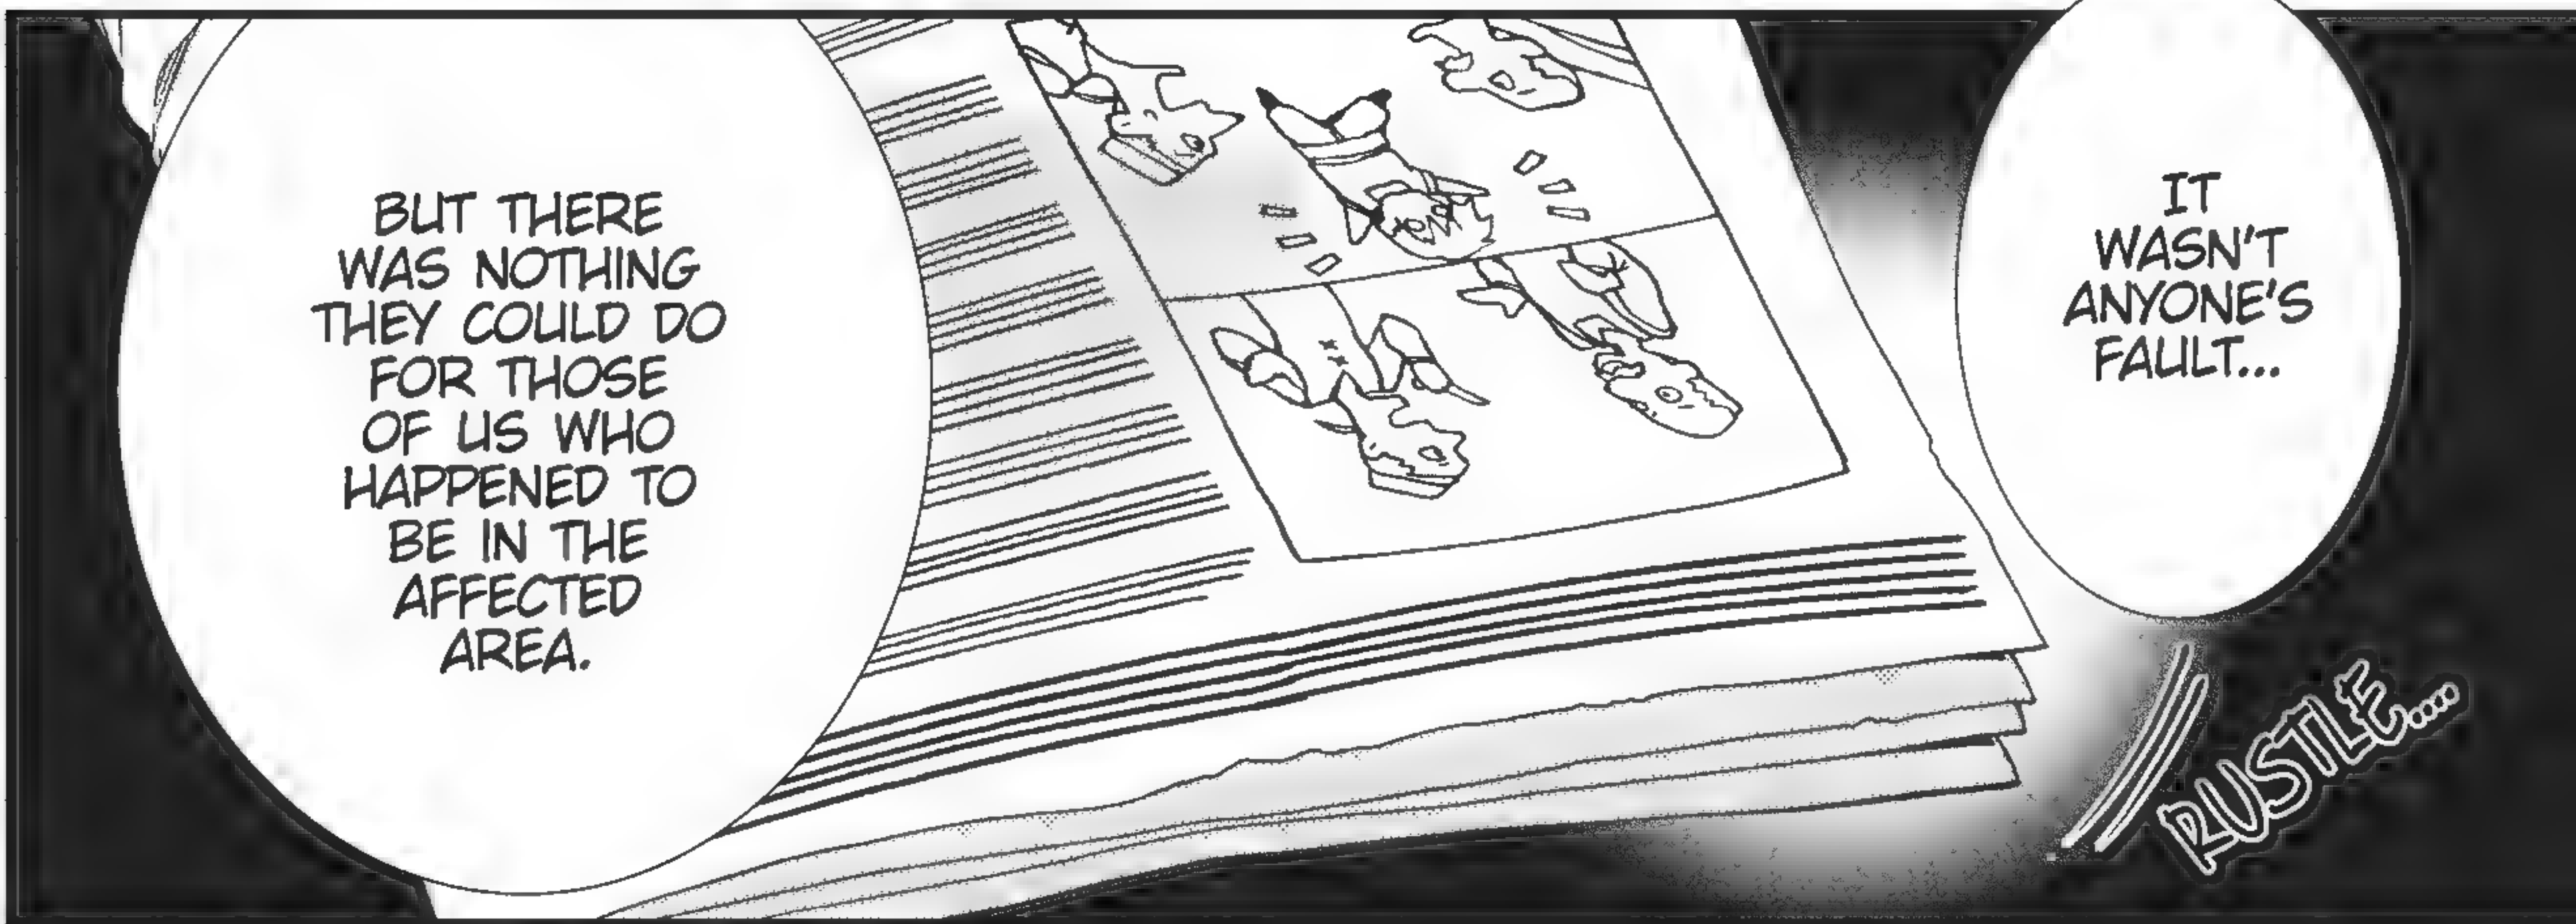 IT
WASN'T
ANYONE'S
FAULT...
BUT THERE
WAS NOTHING
THEY COULD DO
FOR THOSE
OF US WHO
HAPPENED TO
BE IN THE
AFFECTED
AREA.
RUSTLE....